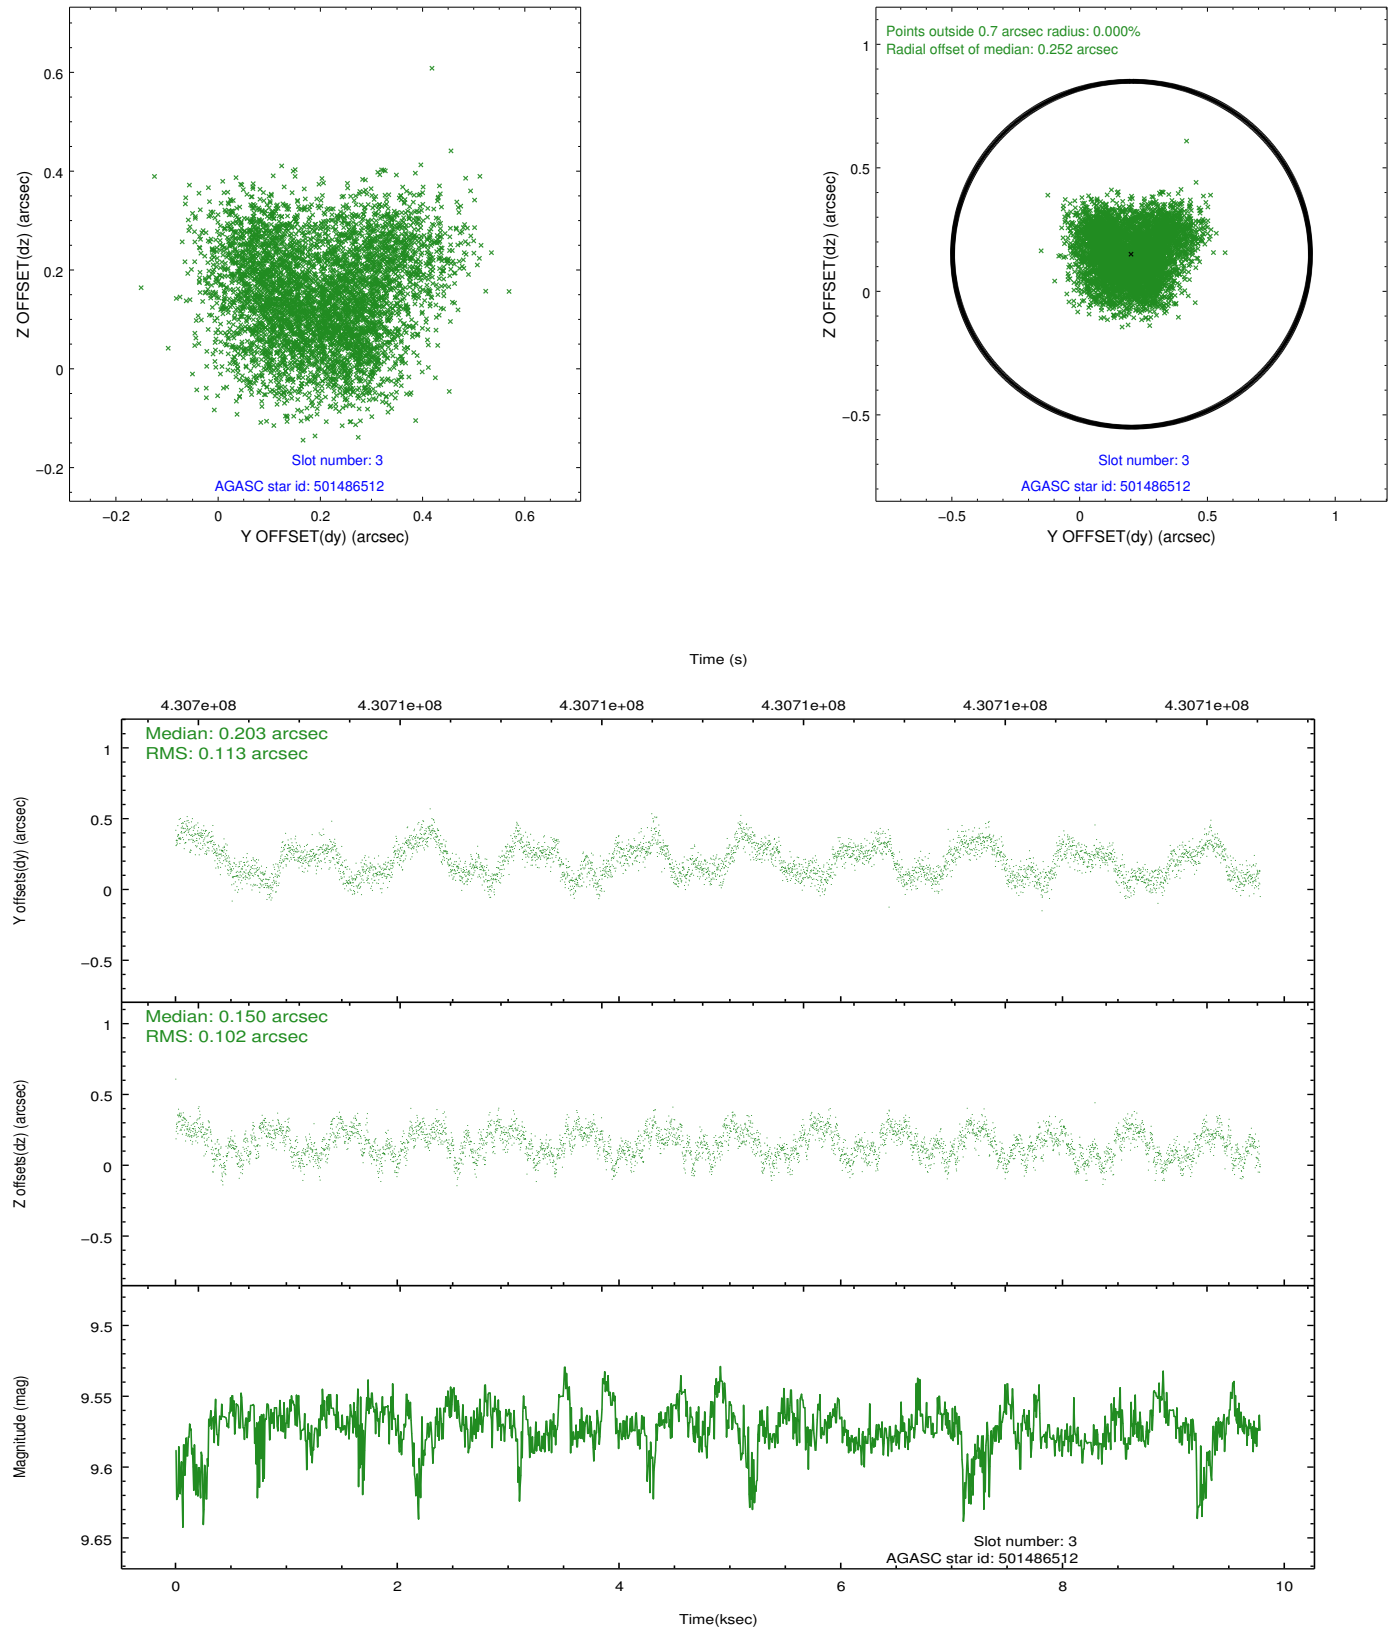 0.6
0.4
0.2
0
−0.2
Z OFFSET(dz) (arcsec)
Slot number: 3
AGASC star id: 501486512
−0.2 0 0.2 0.4 0.6
Y OFFSET(dy) (arcsec)
Points outside 0.7 arcsec radius: 0.000%
Radial offset of median: 0.252 arcsec
1
0.5
0
−0.5
Z OFFSET(dz) (arcsec)
Slot number: 3
AGASC star id: 501486512
−0.5 0 0.5 1
Y OFFSET(dy) (arcsec)
Time (s)
4.307e+08 4.3071e+08 4.3071e+08 4.3071e+08 4.3071e+08 4.3071e+08
Median: 0.203 arcsec
RMS: 0.113 arcsec
1
0.5
0
−0.5
Y offsets(dy) (arcsec)
Median: 0.150 arcsec
RMS: 0.102 arcsec
1
0.5
0
−0.5
Z offsets(dz) (arcsec)
9.5
9.55
9.6
9.65
Magnitude (mag)
Slot number: 3
AGASC star id: 501486512
0 2 4 6 8 10
Time(ksec)